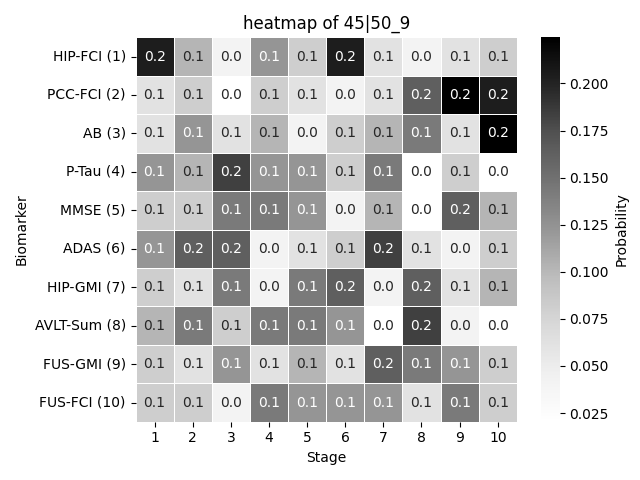 heatmap of 45|50_9
HIP-FCI (1) 0.2 0.1 0.0 0.1 0.1 0.2 0.1 0.0 0.1 0.1
PCC-FCI (2) 0.1 0.1 0.0 0.1 0.1 0.0 0.1 0.2 0.2 0.2
AB (3) 0.1 0.1 0.1 0.1 0.0 0.1 0.1 0.1 0.1 0.2
P-Tau (4) 0.1 0.1 0.2 0.1 0.1 0.1 0.1 0.0 0.1 0.0
MMSE (5) 0.1 0.1 0.1 0.1 0.1 0.0 0.1 0.0 0.2 0.1
ADAS (6) 0.1 0.2 0.2 0.0 0.1 0.1 0.2 0.1 0.0 0.1
HIP-GMI (7) 0.1 0.1 0.1 0.0 0.1 0.2 0.0 0.2 0.1 0.1
AVLT-Sum (8) 0.1 0.1 0.1 0.1 0.1 0.1 0.0 0.2 0.0 0.0
FUS-GMI (9) 0.1 0.1 0.1 0.1 0.1 0.1 0.2 0.1 0.1 0.1
FUS-FCI (10) 0.1 0.1 0.0 0.1 0.1 0.1 0.1 0.1 0.1 0.1
1 2 3 4 5 6 7 8 9 10
Stage
Biomarker
0.200
0.175
0.150
0.125
0.100
0.075
0.050
0.025
Probability